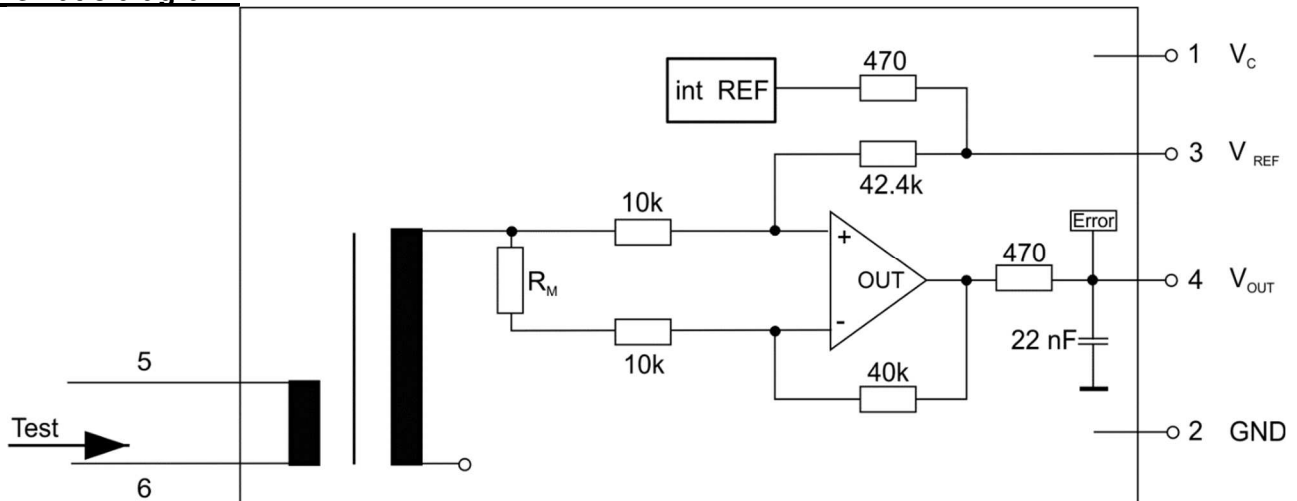 470
1 V_C
int REF
3 V_REF
42.4k
10k
Error
+
470
OUT
R_M
4 V_OUT
-
22 nF
5
10k
40k
Test
2 GND
6